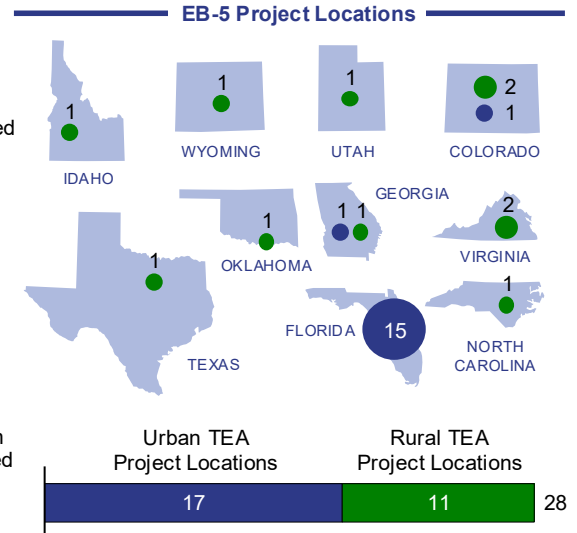 EB-5 Project Locations
1
1
1
2
1
ed
IDAHO
WYOMING
UTAH
COLORADO
GEORGIA
1
1
1
1
2
OKLAHOMA
VIRGINIA
1
TEXAS
FLORIDA
15
NORTH
CAROLINA
n
ed
Urban TEA
Project Locations
Rural TEA
Project Locations
17
11
28